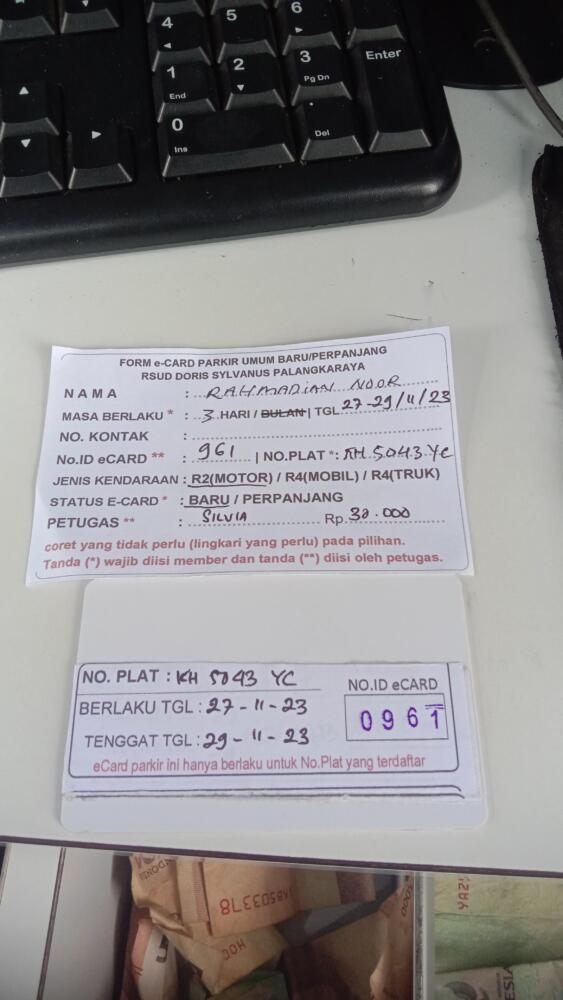 4
5
6
1
End
2
3
Pg Dn
Enter
0
Ins
.
Del
FORM e-CARD PARKIR UMUM BARU/PERPANJANG
RSUD DORIS SYLVANUS PALANGKARAYA
NAMA : RAHMADIAN NOOR
MASA BERLAKU * : 3 HARI / BULAN | TGL 27-29/11/23
NO. KONTAK :
No.ID eCARD ** : 961 | NO.PLAT *: KH 5043 YC
JENIS KENDARAAN : R2(MOTOR) / R4(MOBIL) / R4(TRUK)
STATUS E-CARD * : BARU / PERPANJANG
PETUGAS ** : SILVIA Rp. 30.000
coret yang tidak perlu (lingkari yang perlu) pada pilihan.
Tanda (*) wajib diisi member dan tanda (**) diisi oleh petugas.
NO. PLAT : KH 5043 YC
BERLAKU TGL : 27-11-23
TENGGAT TGL : 29-11-23
NO.ID eCARD
0961
eCard parkir ini hanya berlaku untuk No.Plat yang terdaftar